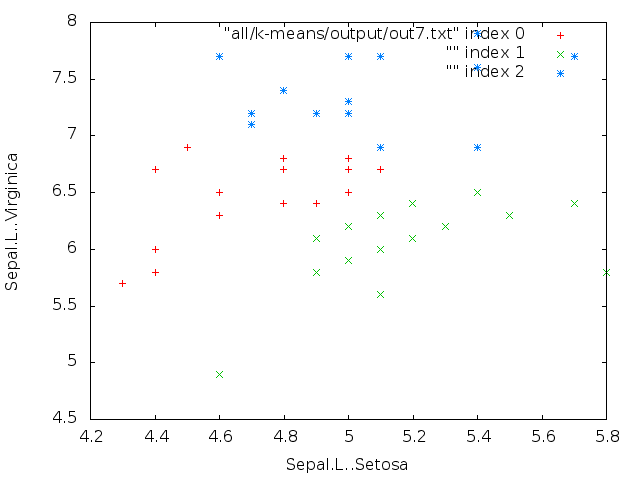 "all/k-means/output/out7.txt" index 0
"" index 1
"" index 2
8
7.5
7
6.5
6
5.5
5
4.5
Sepal.L..Virginica
4.2 4.4 4.6 4.8 5 5.2 5.4 5.6 5.8
Sepal.L..Setosa